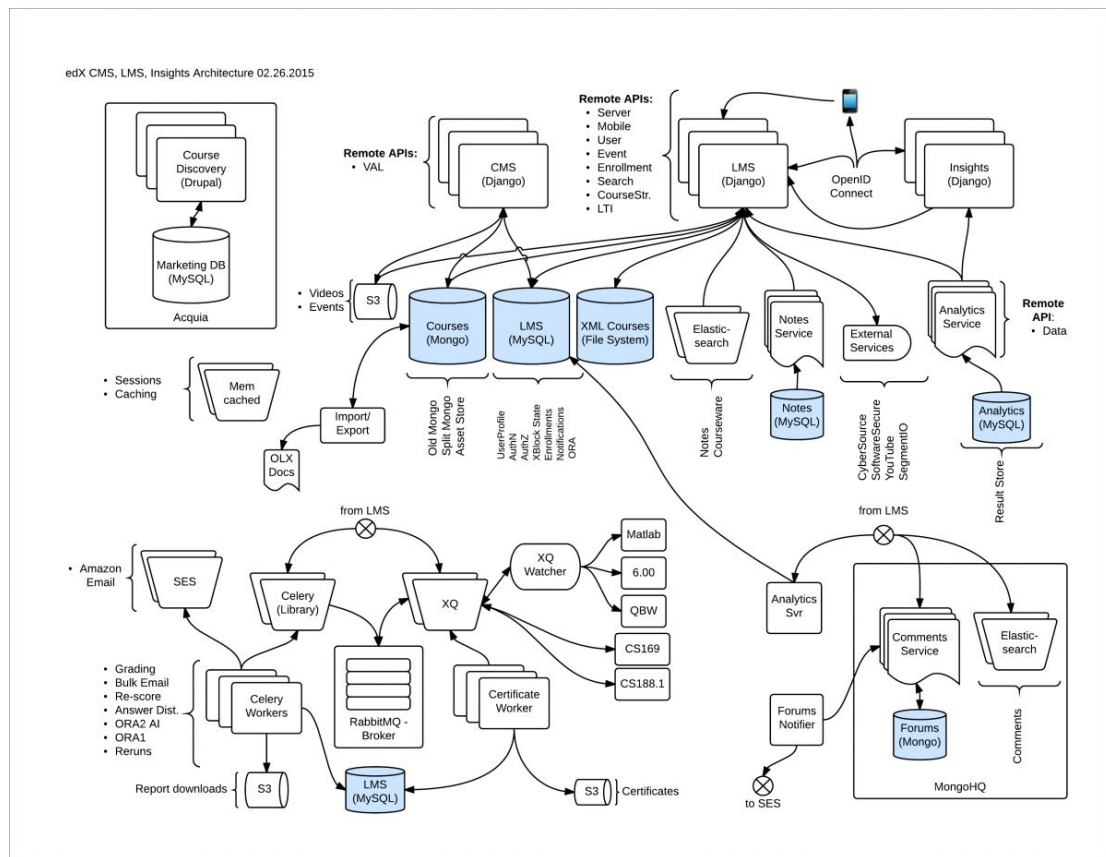 edX CMS, LMS, Insights Architecture 02.26.2015
Course
Discovery
(Drupal)
Marketing DB
(MySQL)
Acquia
Remote APIs:
• VAL
CMS
(Django)
Remote APIs:
• Server
• Mobile
• User
• Event
• Enrollment
• Search
• CourseStr.
• LTI
LMS
(Django)
OpenID
Connect
Insights
(Django)
• Videos
• Events
S3
Courses
(Mongo)
LMS
(MySQL)
XML Courses
(File System)
Elastic-
search
Notes
Service
External
Services
Analytics
Service
Remote
API:
• Data
• Sessions
• Caching
Mem
cached
Import/
Export
OLX
Docs
Old Mongo
Split Mongo
Asset Store
UserProfile
AuthN
AuthZ
XBlock State
Enrollments
Notifications
ORA
Notes
Courseware
Notes
(MySQL)
CyberSource
SoftwareSecure
YouTube
SegmentIO
Analytics
(MySQL)
Result Store
from LMS
• Amazon
Email
SES
Celery
(Library)
XQ
XQ
Watcher
Matlab
6.00
QBW
CS169
CS188.1
• Grading
• Bulk Email
• Re-score
• Answer Dist.
• ORA2 AI
• ORA1
• Reruns
Celery
Workers
RabbitMQ -
Broker
Certificate
Worker
Report downloads
S3
LMS
(MySQL)
S3
Certificates
from LMS
Analytics
Svr
Comments
Service
Elastic-
search
Forums
Notifier
Forums
(Mongo)
Comments
to SES
MongoHQ